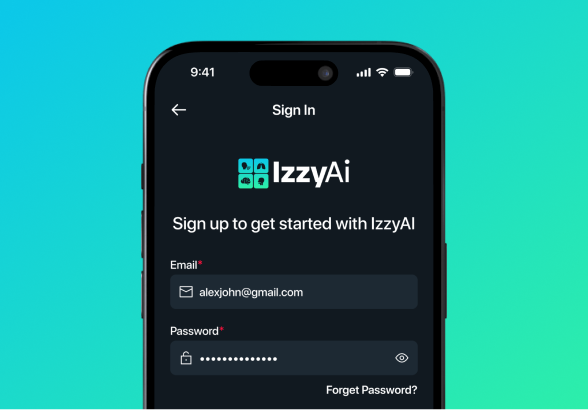 9:41
Sign In
IzzyAi
Sign up to get started with IzzyAI
Email*
alexjohn@gmail.com
Password*
••••••••••••••
Forget Password?